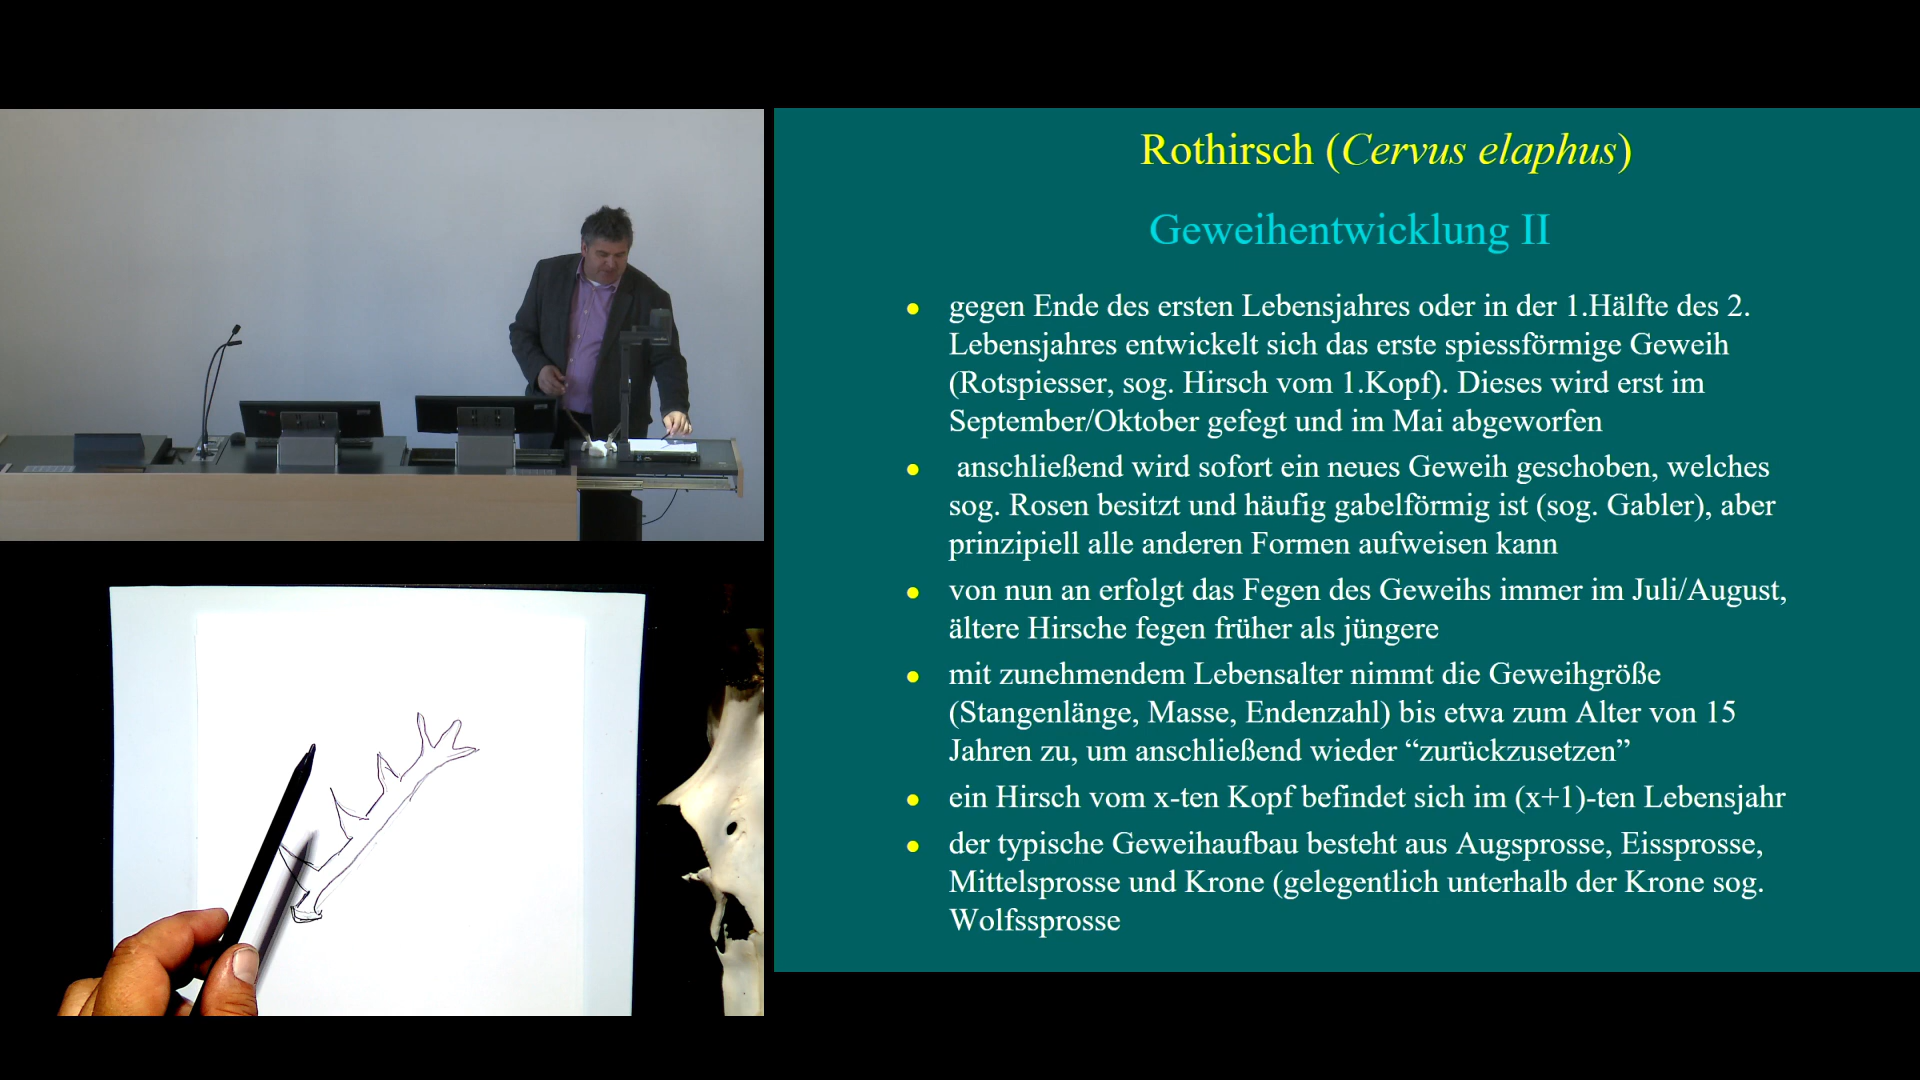 Rothirsch (Cervus elaphus)
Geweihentwicklung II
gegen Ende des ersten Lebensjahres oder in der 1.Hälfte des 2.
Lebensjahres entwickelt sich das erste spiessförmige Geweih
(Rotspiesser, sog. Hirsch vom 1.Kopf). Dieses wird erst im
September/Oktober gefegt und im Mai abgeworfen
anschließend wird sofort ein neues Geweih geschoben, welches
sog. Rosen besitzt und häufig gabelförmig ist (sog. Gabler), aber
prinzipiell alle anderen Formen aufweisen kann
von nun an erfolgt das Fegen des Geweihs immer im Juli/August,
ältere Hirsche fegen früher als jüngere
mit zunehmendem Lebensalter nimmt die Geweihgröße
(Stangenlänge, Masse, Endenzahl) bis etwa zum Alter von 15
Jahren zu, um anschließend wieder “zurückzusetzen”
ein Hirsch vom x-ten Kopf befindet sich im (x+1)-ten Lebensjahr
der typische Geweihaufbau besteht aus Augsprosse, Eissprosse,
Mittelsprosse und Krone (gelegentlich unterhalb der Krone sog.
Wolfssprosse